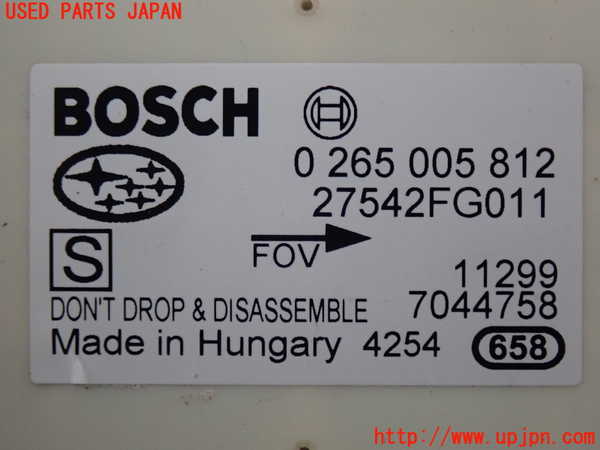 USED PARTS JAPAN
BOSCH
0 265 005 812
27542FG011
S
FOV
11299
DON'T DROP & DISASSEMBLE 7044758
Made in Hungary 4254 658
http://www.upjpn.com/